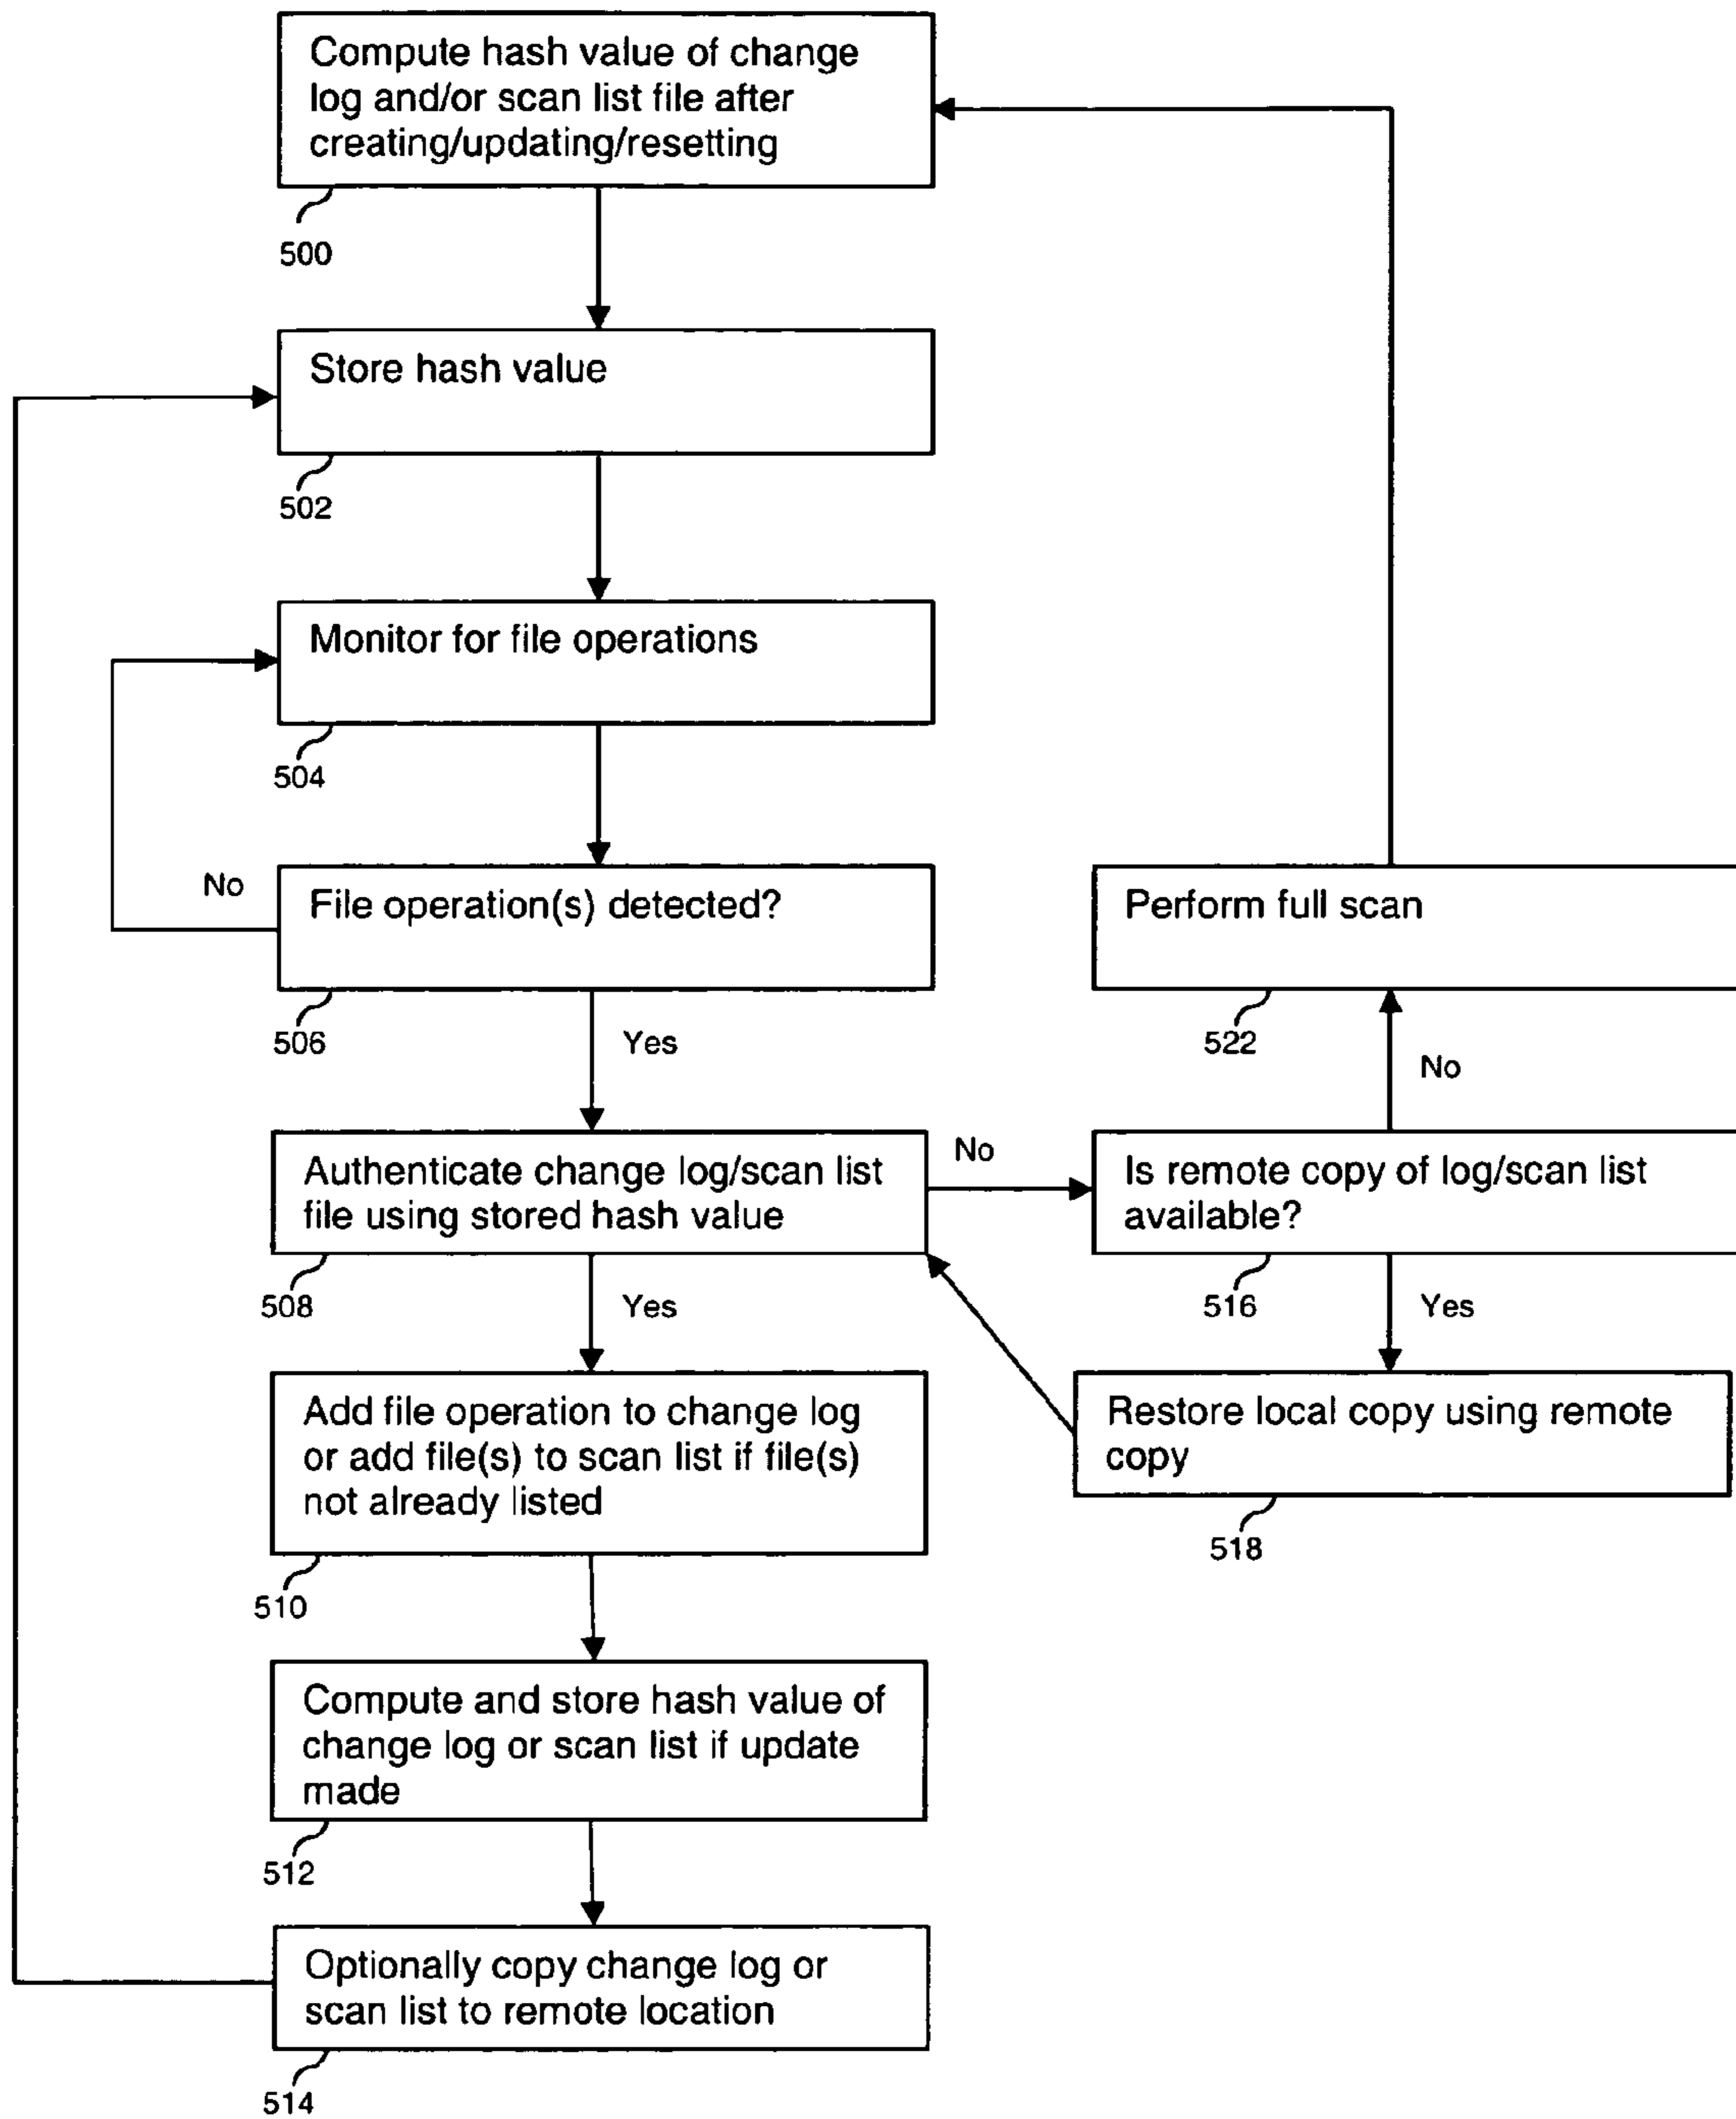 Compute hash value of change
log and/or scan list file after
creating/updating/resetting
500
Store hash value
502
Monitor for file operations
504
No
File operation(s) detected?
506
Yes
Perform full scan
522
No
Authenticate change log/scan list
file using stored hash value
508
No
Yes
Is remote copy of log/scan list
available?
516
Yes
Add file operation to change log
or add file(s) to scan list if file(s)
not already listed
510
Restore local copy using remote
copy
518
Compute and store hash value of
change log or scan list if update
made
512
Optionally copy change log or
scan list to remote location
514